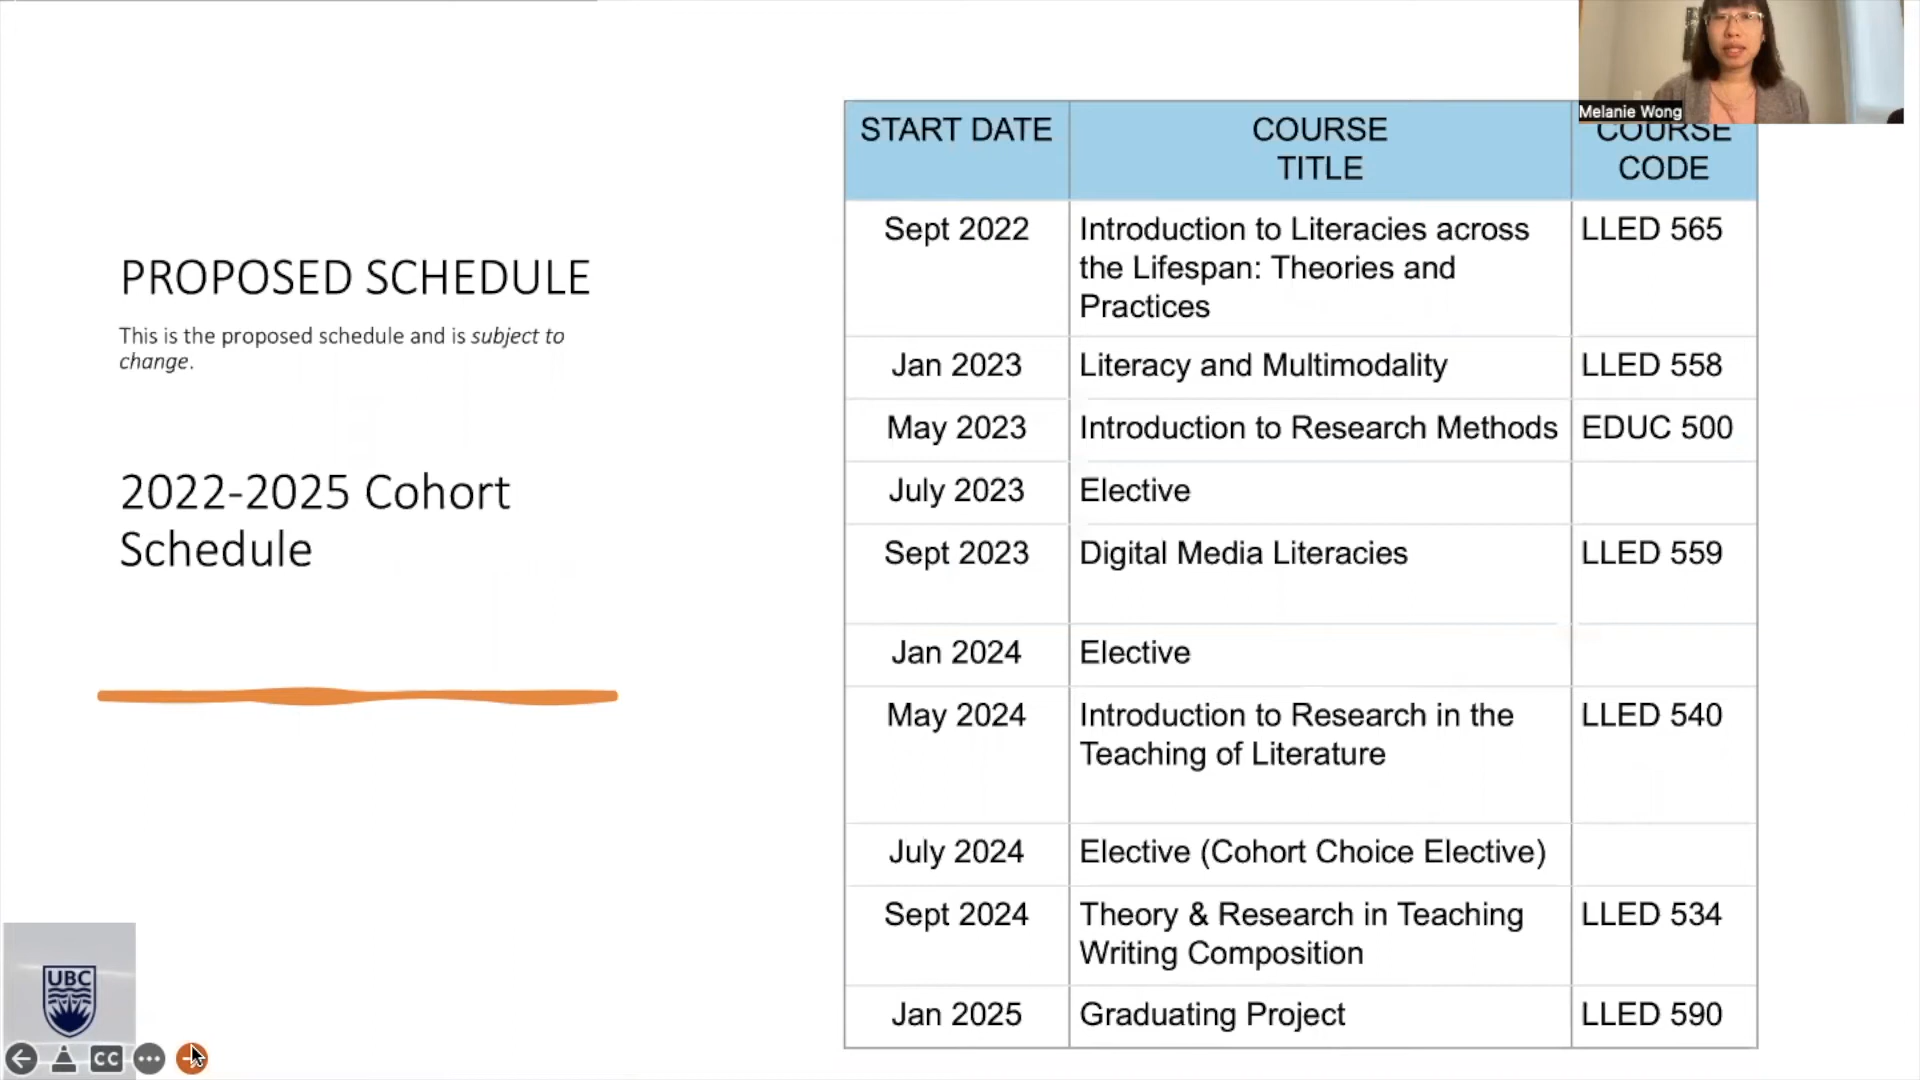 Melanie Wong
PROPOSED SCHEDULE
This is the proposed schedule and is subject to
change.
2022-2025 Cohort
Schedule
START DATE
COURSE
TITLE
COURSE
CODE
Sept 2022
Introduction to Literacies across
the Lifespan: Theories and
Practices
LLED 565
Jan 2023
Literacy and Multimodality
LLED 558
May 2023
Introduction to Research Methods
EDUC 500
July 2023
Elective
Sept 2023
Digital Media Literacies
LLED 559
Jan 2024
Elective
May 2024
Introduction to Research in the
Teaching of Literature
LLED 540
July 2024
Elective (Cohort Choice Elective)
Sept 2024
Theory & Research in Teaching
Writing Composition
LLED 534
Jan 2025
Graduating Project
LLED 590
UBC
CC